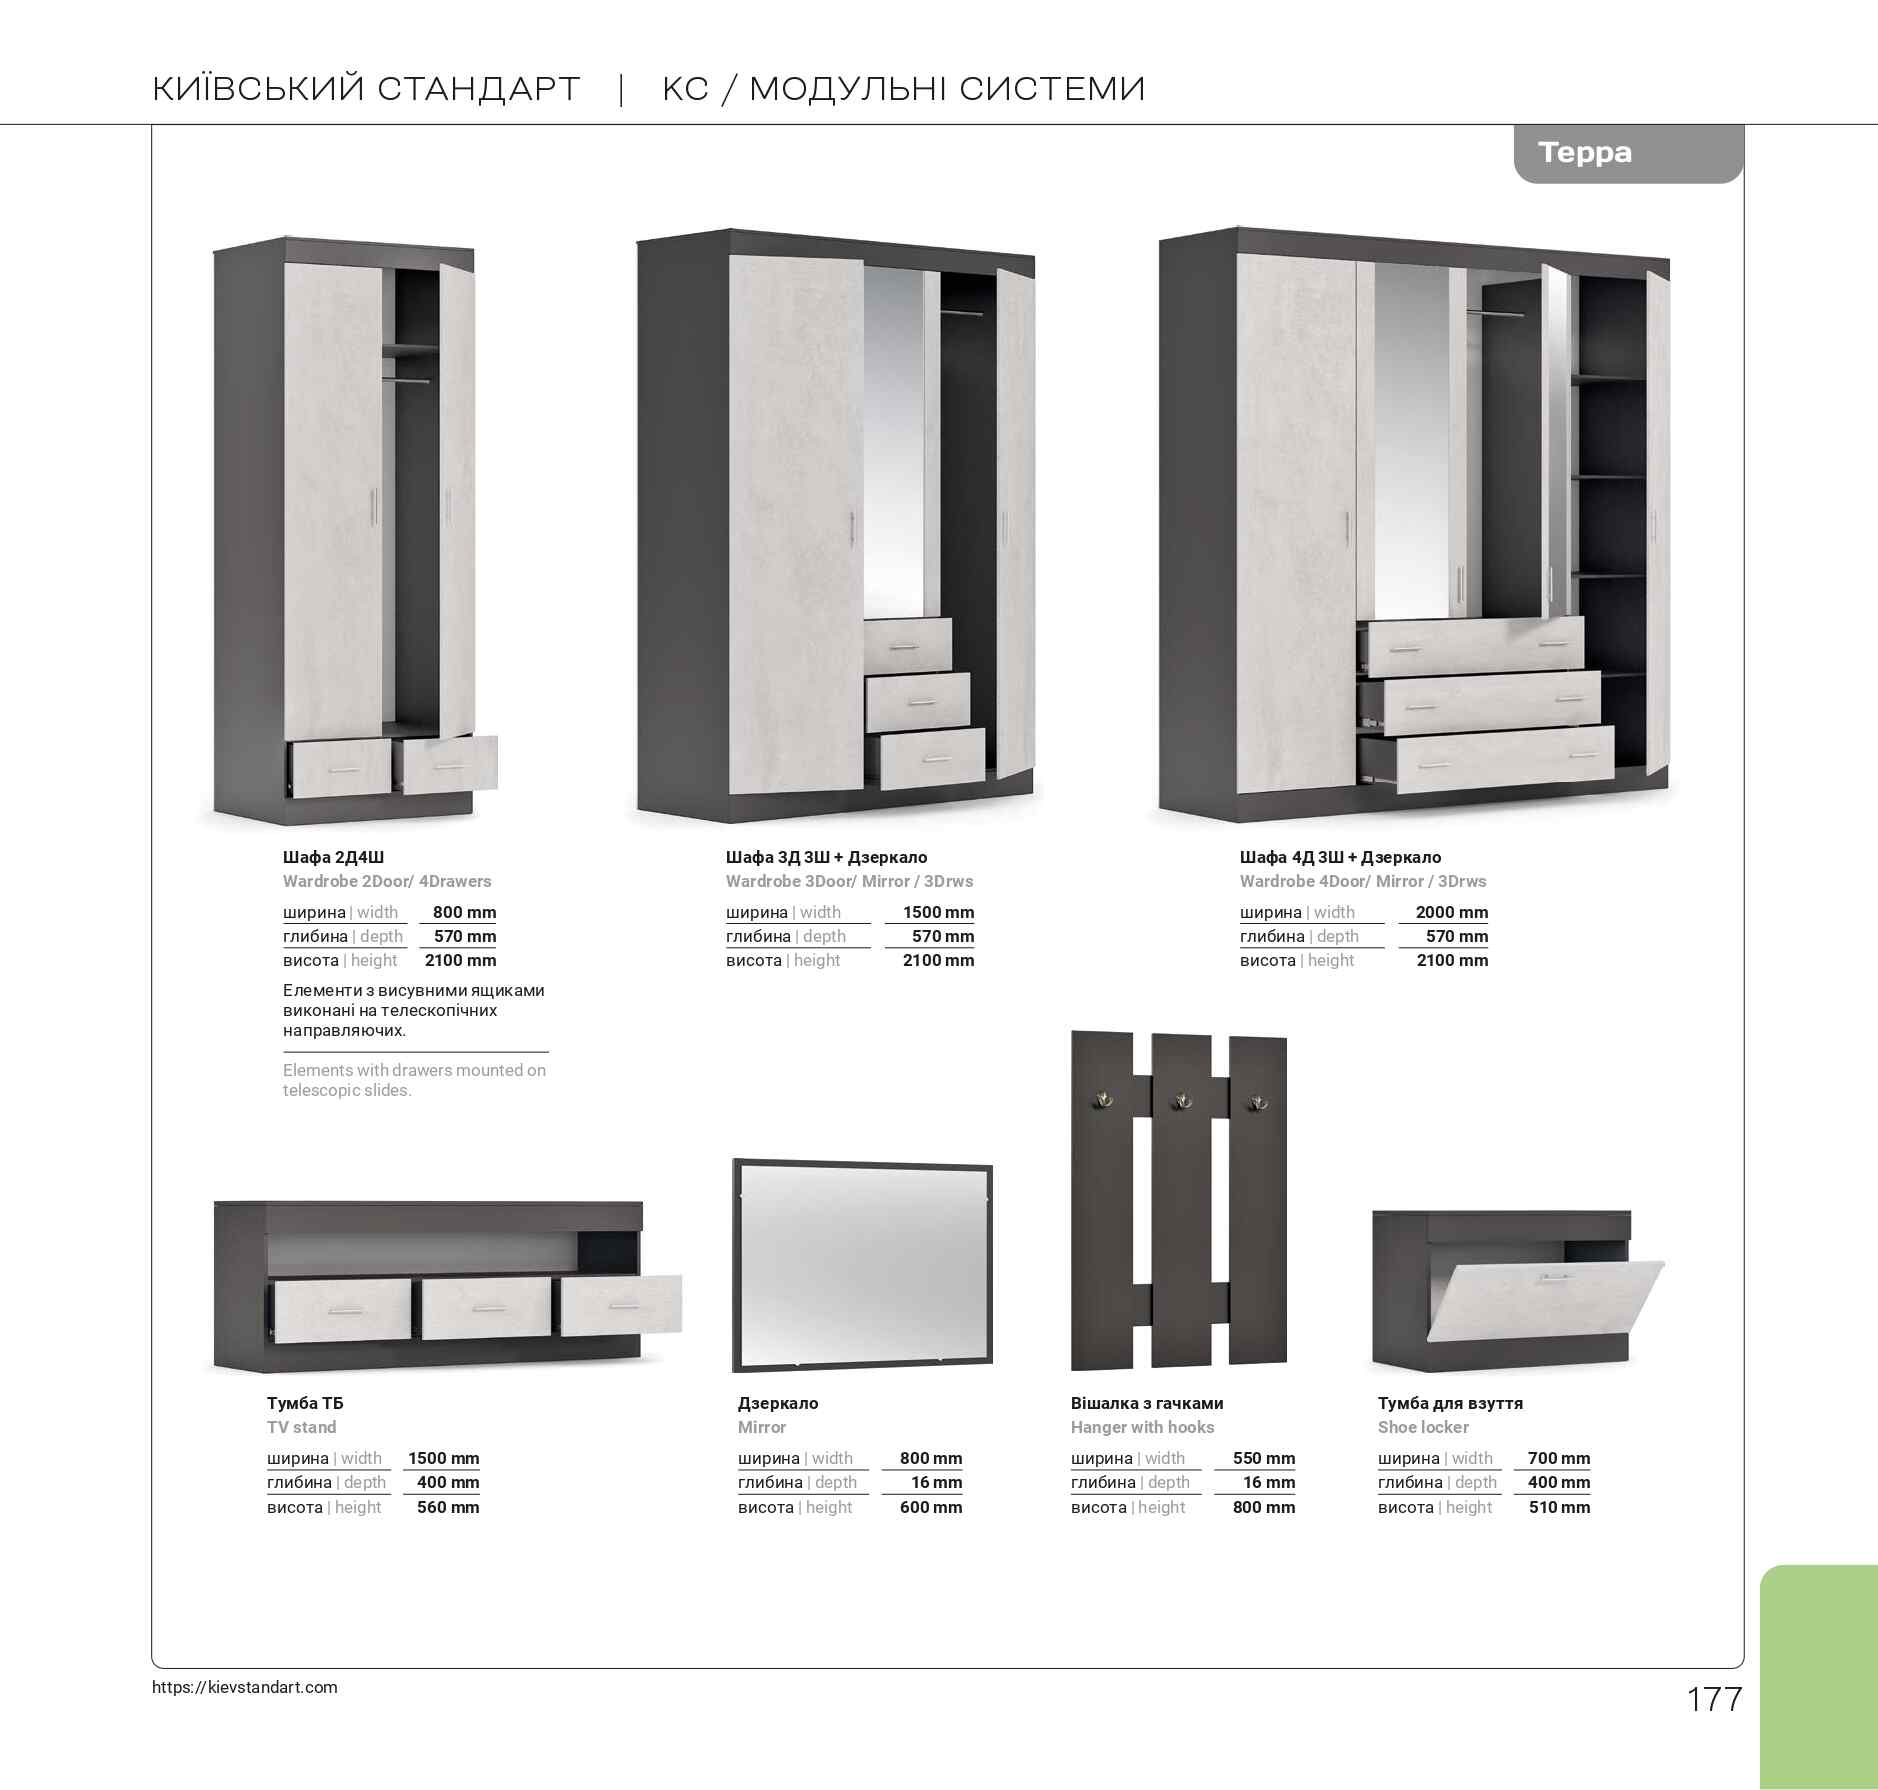 КИЇВСЬКИЙ СТАНДАРТ | КС / МОДУЛЬНІ СИСТЕМИ
Терра
Шафа 2Д4Ш
Wardrobe 2Door/ 4Drawers
ширина | width 800 mm
глибина | depth 570 mm
висота | height 2100 mm
Елементи з висувними ящиками
виконані на телескопічних
направляючих.
Elements with drawers mounted on
telescopic slides.
Шафа 3Д 3Ш + Дзеркало
Wardrobe 3Door/ Mirror / 3Drws
ширина | width 1500 mm
глибина | depth 570 mm
висота | height 2100 mm
Шафа 4Д 3Ш + Дзеркало
Wardrobe 4Door/ Mirror / 3Drws
ширина | width 2000 mm
глибина | depth 570 mm
висота | height 2100 mm
Тумба ТБ
TV stand
ширина | width 1500 mm
глибина | depth 400 mm
висота | height 560 mm
Дзеркало
Mirror
ширина | width 800 mm
глибина | depth 16 mm
висота | height 600 mm
Вішалка з гачками
Hanger with hooks
ширина | width 550 mm
глибина | depth 16 mm
висота | height 800 mm
Тумба для взуття
Shoe locker
ширина | width 700 mm
глибина | depth 400 mm
висота | height 510 mm
https://kievstandart.com
177